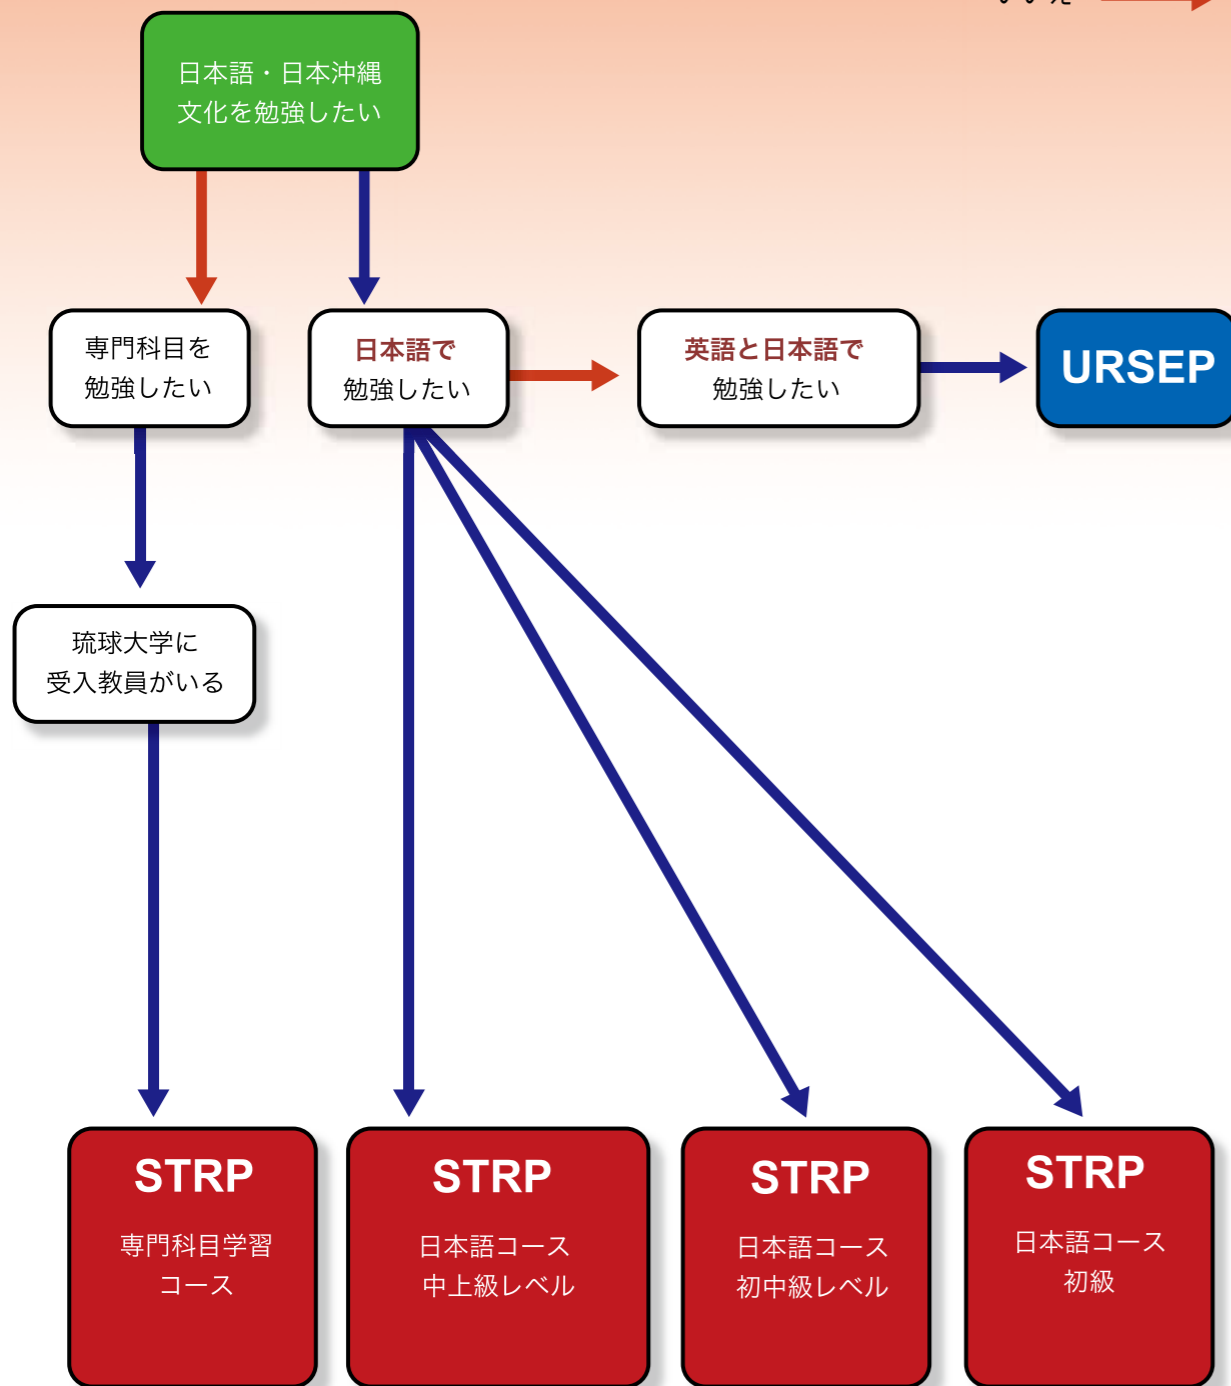 いいえ
日本語・日本沖縄
文化を勉強したい
専門科目を
勉強したい
日本語で
勉強したい
英語と日本語で
勉強したい
URSEP
琉球大学に
受入教員がいる
STRP
専門科目学習
コース
STRP
日本語コース
中上級レベル
STRP
日本語コース
初中級レベル
STRP
日本語コース
初級